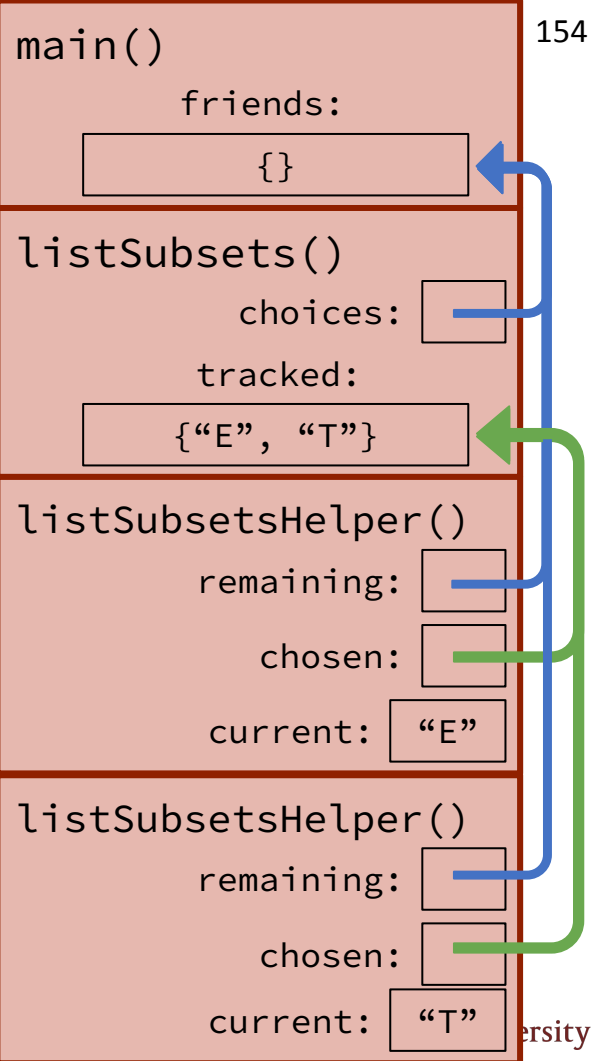 main()
154
friends:
{}
listSubsets()
choices:
tracked:
{“E”, “T”}
listSubsetsHelper()
remaining:
chosen:
current: “E”
listSubsetsHelper()
remaining:
chosen:
current: “T”
ersity